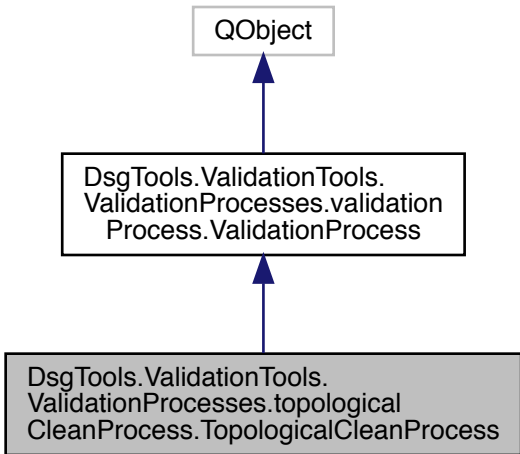 QObject
DsgTools.ValidationTools.
ValidationProcesses.validation
Process.ValidationProcess
DsgTools.ValidationTools.
ValidationProcesses.topological
CleanProcess.TopologicalCleanProcess